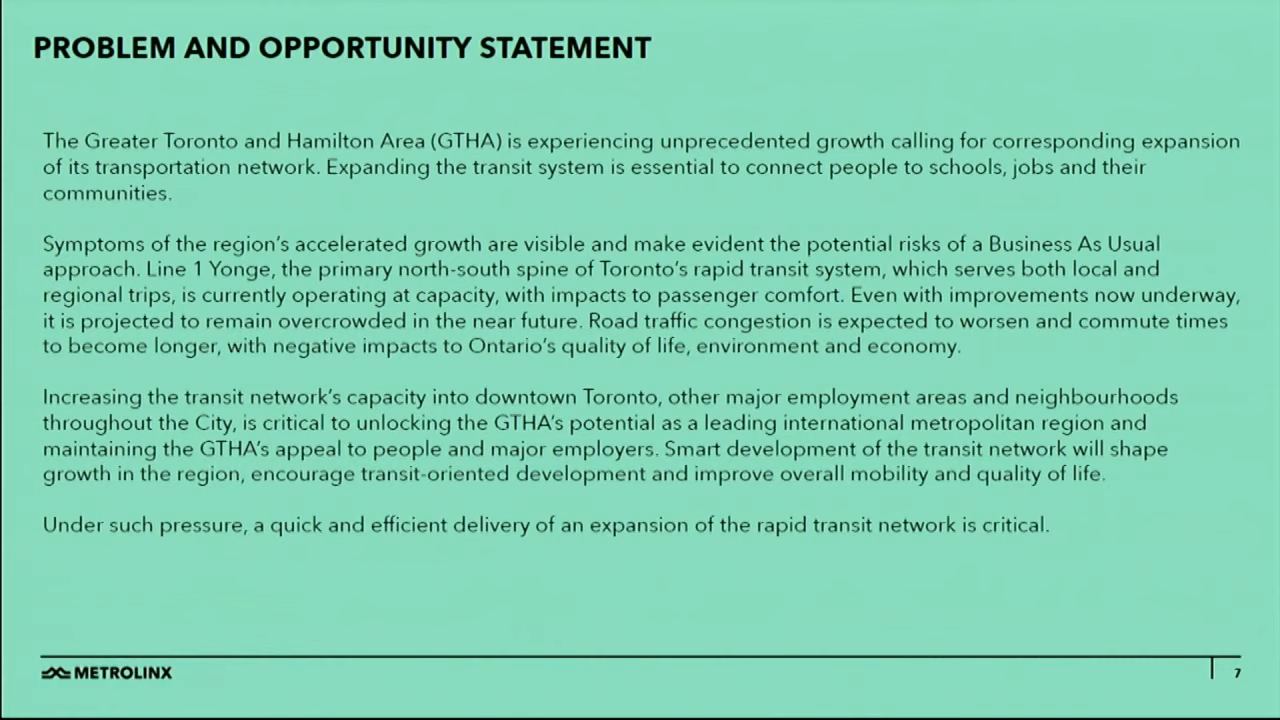 PROBLEM AND OPPORTUNITY STATEMENT
The Greater Toronto and Hamilton Area (GTHA) is experiencing unprecedented growth calling for corresponding expansion
of its transportation network. Expanding the transit system is essential to connect people to schools, jobs and their
communities.
Symptoms of the region's accelerated growth are visible and make evident the potential risks of a Business As Usual
approach. Line 1 Yonge, the primary north-south spine of Toronto's rapid transit system, which serves both local and
regional trips, is currently operating at capacity, with impacts to passenger comfort. Even with improvements now underway,
it is projected to remain overcrowded in the near future. Road traffic congestion is expected to worsen and commute times
to become longer, with negative impacts to Ontario's quality of life, environment and economy.
Increasing the transit network's capacity into downtown Toronto, other major employment areas and neighbourhoods
throughout the City, is critical to unlocking the GTHA's potential as a leading international metropolitan region and
maintaining the GTHA's appeal to people and major employers. Smart development of the transit network will shape
growth in the region, encourage transit-oriented development and improve overall mobility and quality of life.
Under such pressure, a quick and efficient delivery of an expansion of the rapid transit network is critical.
METROLINX
7